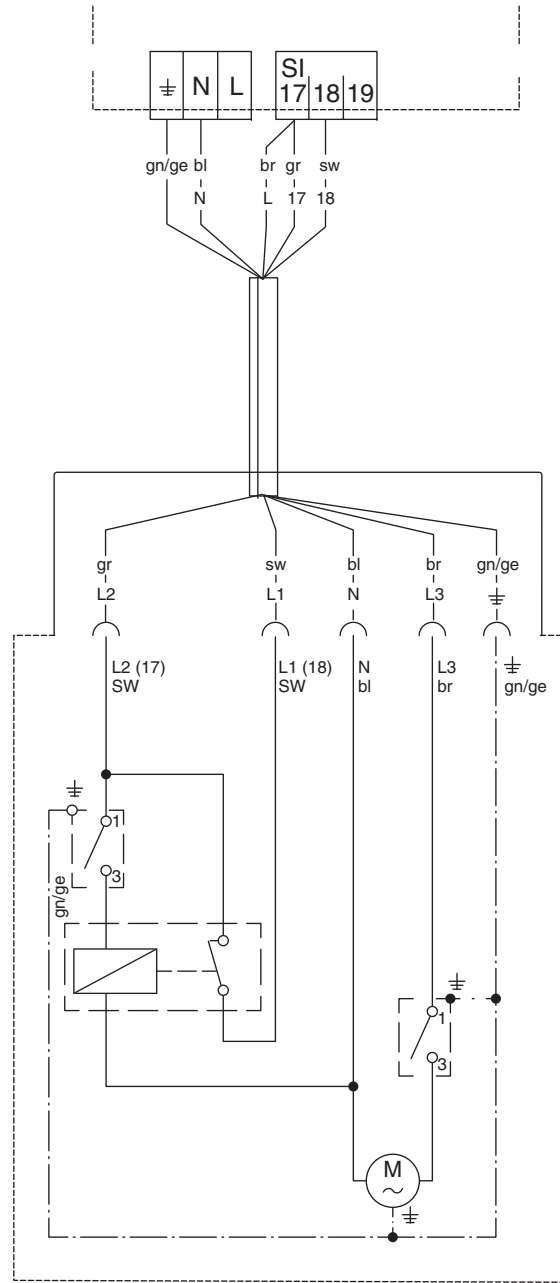 SI
⏚ N L 17 18 19
gn/ge bl br gr sw
N L 17 18
gr sw bl br gn/ge
L2 L1 N L3 ⏚
L2 (17) L1 (18) N L3 ⏚
SW SW bl br gn/ge
⏚
1
3
gn/ge
⏚
1
3
M
~
⏚